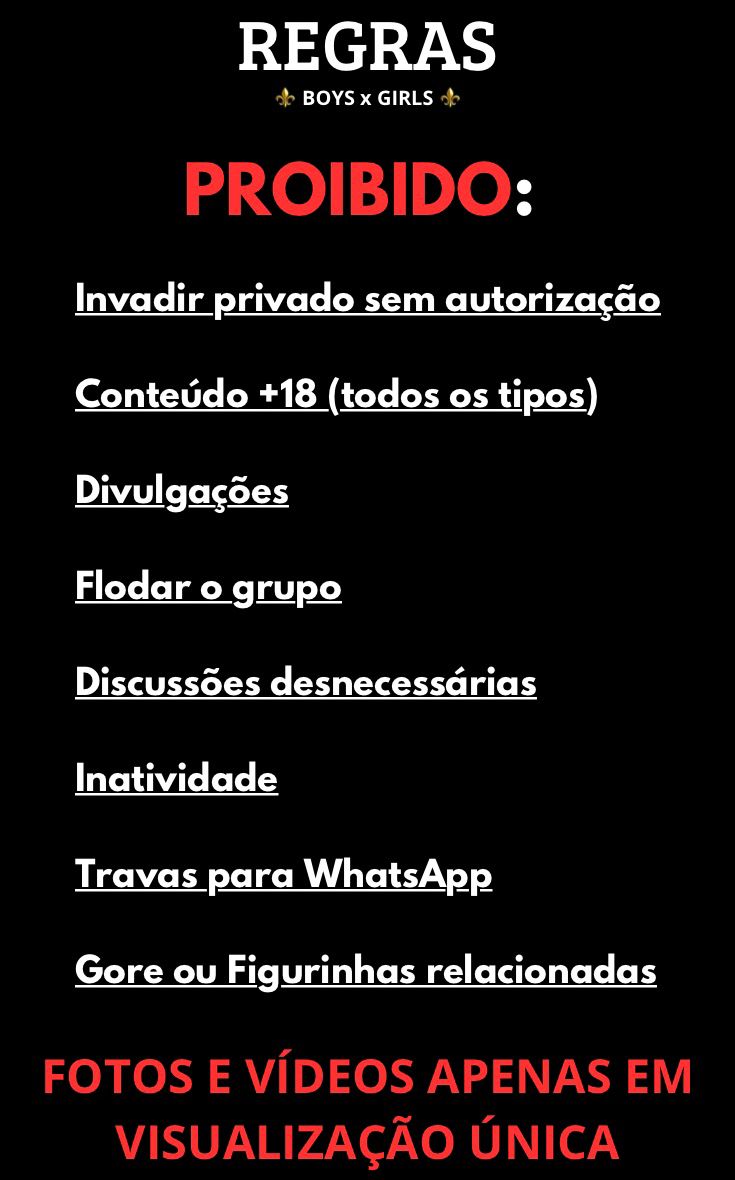 REGRAS
⚜️ BOYS x GIRLS ⚜️
PROIBIDO:
Invadir privado sem autorização
Conteúdo +18 (todos os tipos)
Divulgações
Flodar o grupo
Discussões desnecessárias
Inatividade
Travas para WhatsApp
Gore ou Figurinhas relacionadas
FOTOS E VÍDEOS APENAS EM
VISUALIZAÇÃO ÚNICA